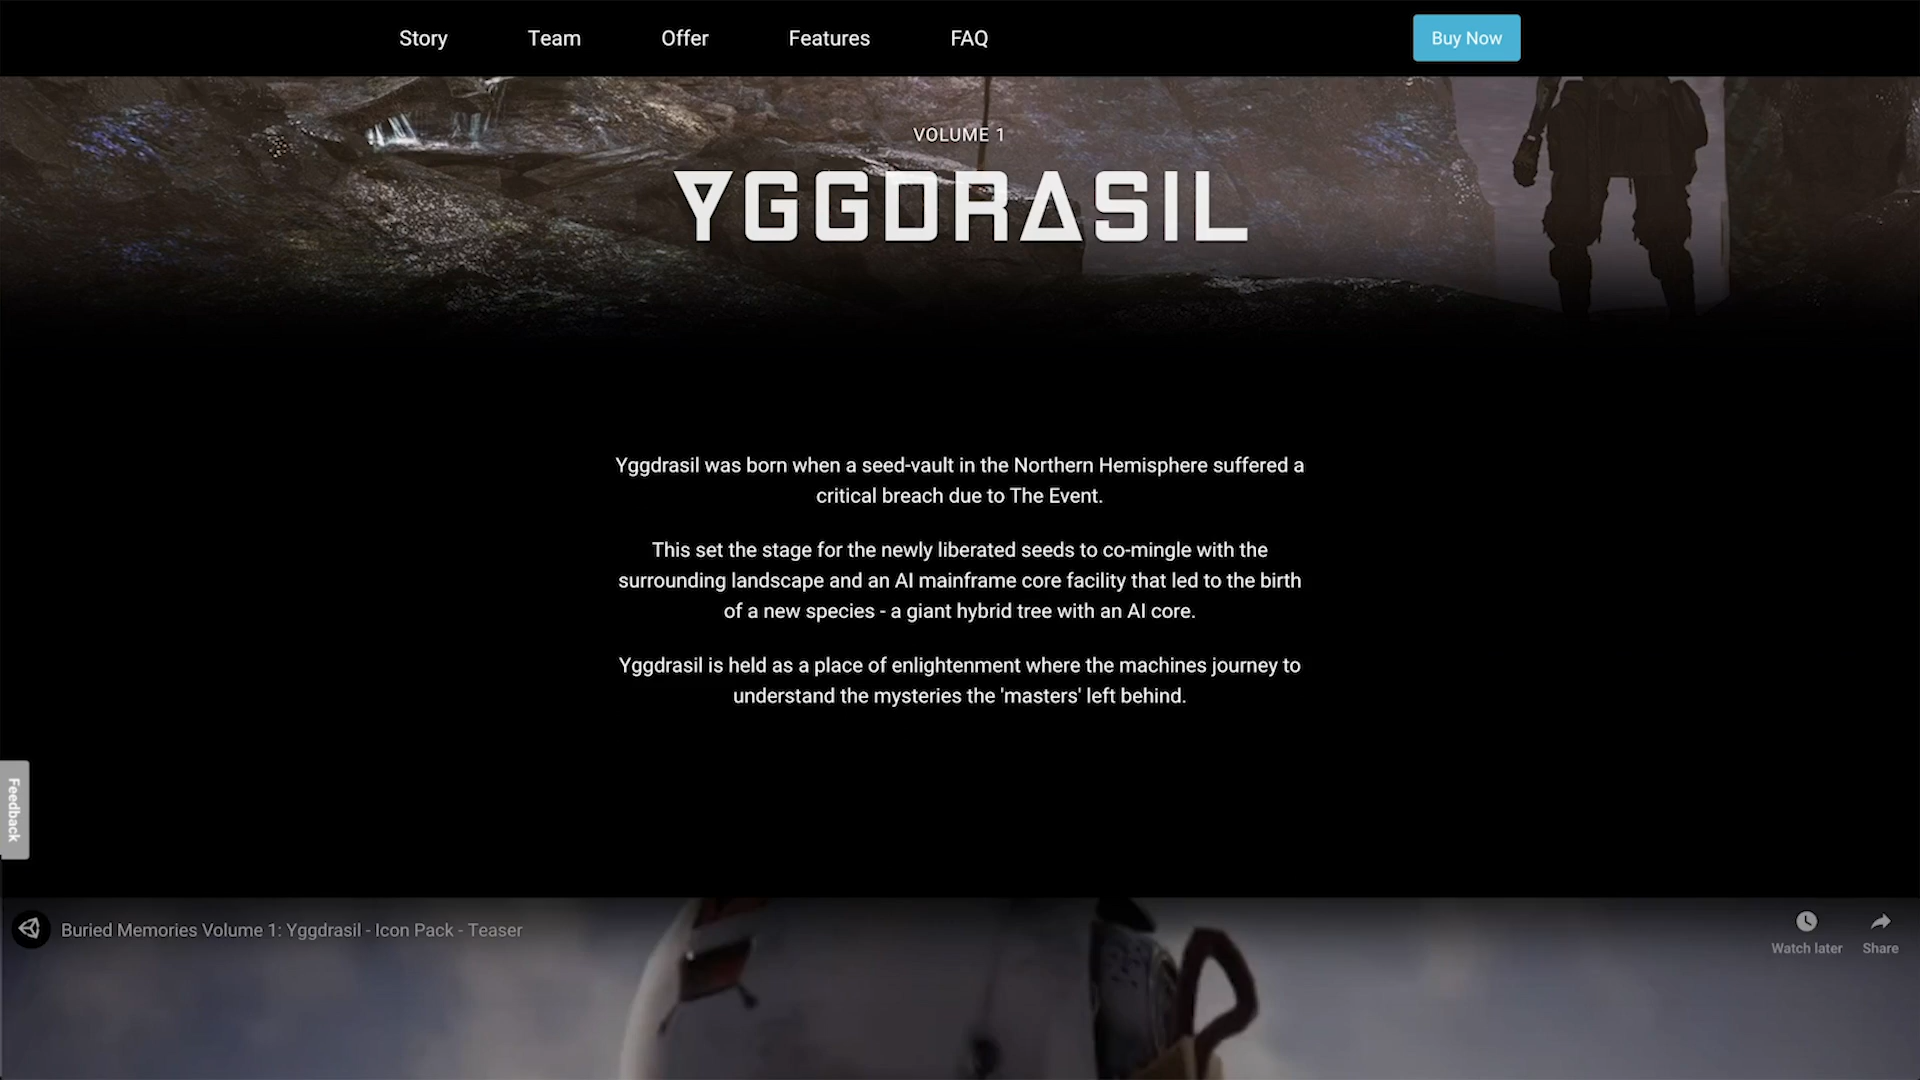 Story
Team
Offer
Features
FAQ
Buy Now
VOLUME 1
YGGDRASIL
Yggdrasil was born when a seed-vault in the Northern Hemisphere suffered a
critical breach due to The Event.
This set the stage for the newly liberated seeds to co-mingle with the
surrounding landscape and an AI mainframe core facility that led to the birth
of a new species - a giant hybrid tree with an AI core.
Yggdrasil is held as a place of enlightenment where the machines journey to
understand the mysteries the 'masters' left behind.
Feedback
Buried Memories Volume 1: Yggdrasil - Icon Pack - Teaser
Watch later
Share